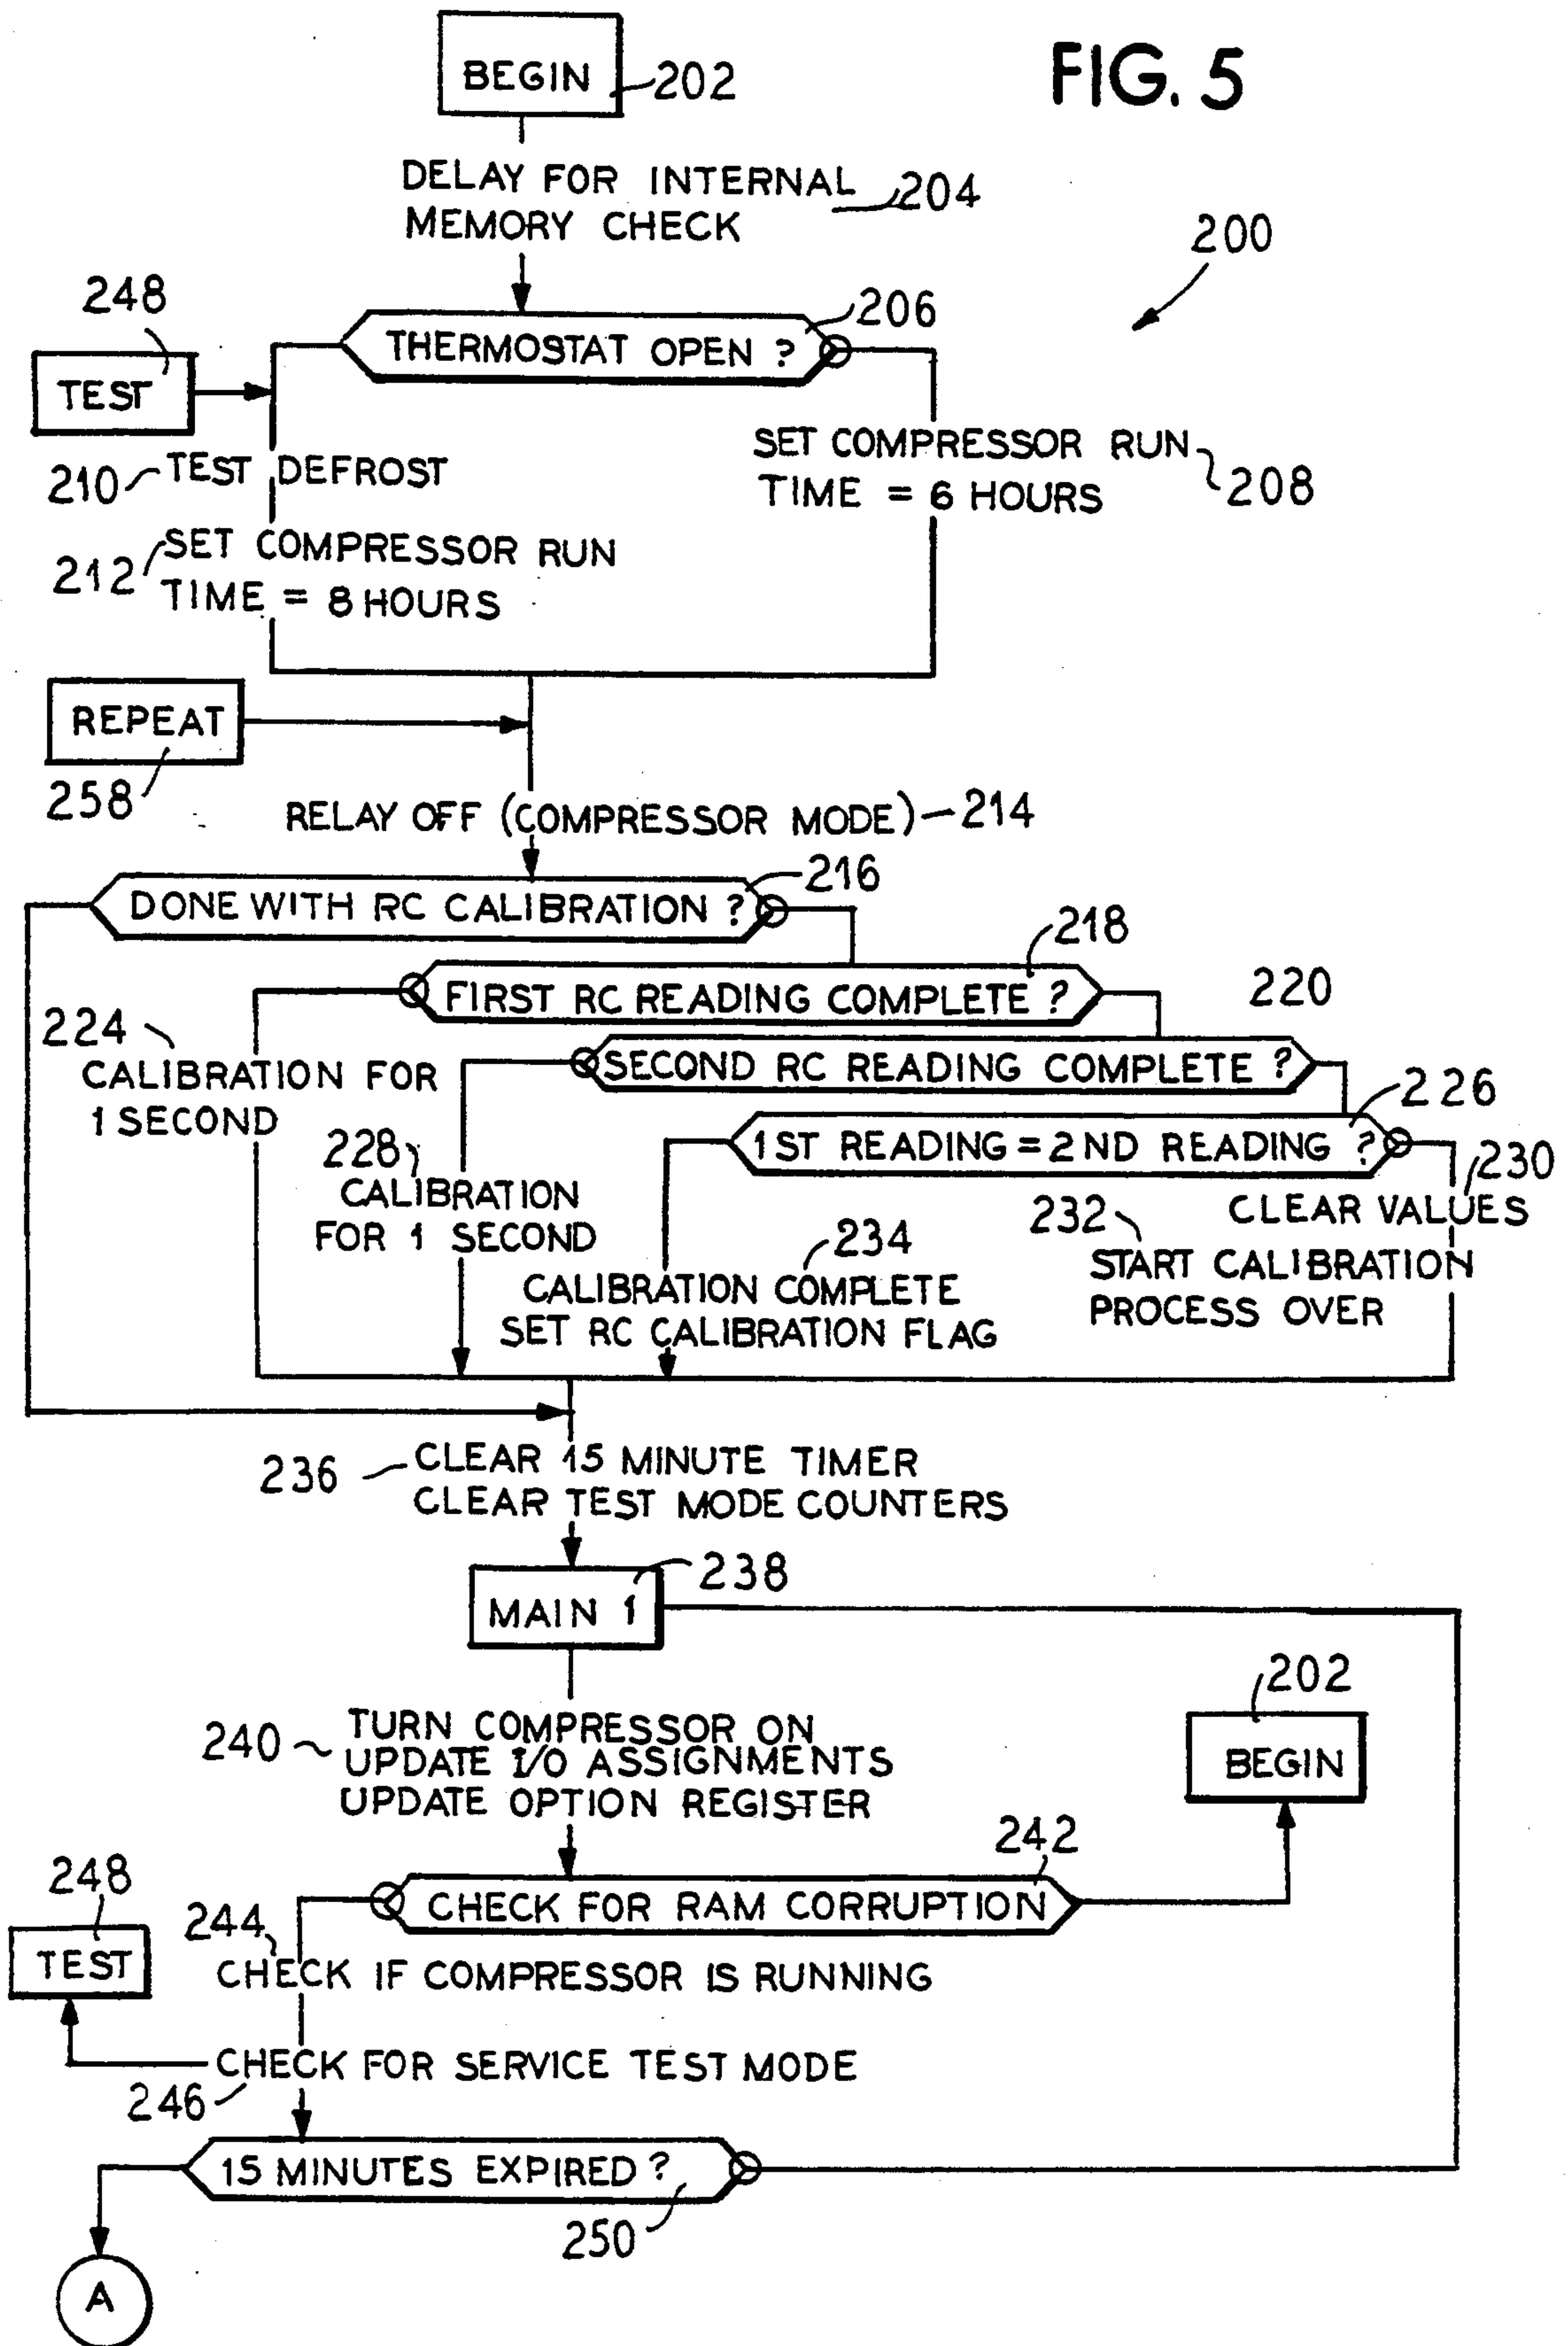 FIG. 5
BEGIN
202
DELAY FOR INTERNAL
MEMORY CHECK
204
200
248
TEST
THERMOSTAT OPEN ?
206
210
TEST DEFROST
SET COMPRESSOR RUN
TIME = 6 HOURS
208
212
SET COMPRESSOR RUN
TIME = 8 HOURS
REPEAT
258
RELAY OFF (COMPRESSOR MODE)
214
DONE WITH RC CALIBRATION ?
216
FIRST RC READING COMPLETE ?
218
220
224
CALIBRATION FOR
1 SECOND
SECOND RC READING COMPLETE ?
226
1ST READING = 2ND READING ?
228
CALIBRATION
FOR 1 SECOND
230
CLEAR VALUES
232
START CALIBRATION
PROCESS OVER
234
CALIBRATION COMPLETE
SET RC CALIBRATION FLAG
236
CLEAR 15 MINUTE TIMER
CLEAR TEST MODE COUNTERS
MAIN 1
238
202
BEGIN
240
TURN COMPRESSOR ON
UPDATE I/O ASSIGNMENTS
UPDATE OPTION REGISTER
242
CHECK FOR RAM CORRUPTION
248
TEST
244
CHECK IF COMPRESSOR IS RUNNING
CHECK FOR SERVICE TEST MODE
246
15 MINUTES EXPIRED ?
250
A